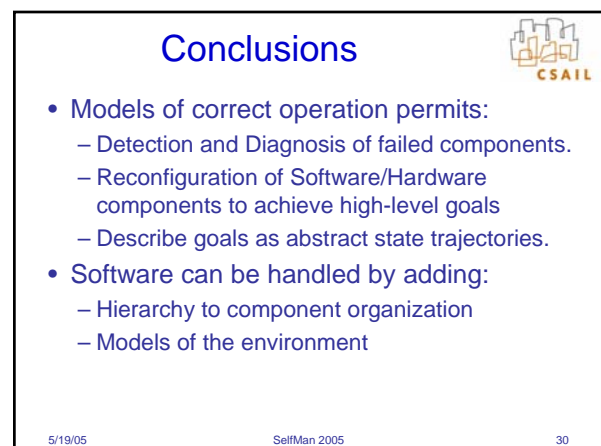 Conclusions
CSAIL
• Models of correct operation permits:
– Detection and Diagnosis of failed components.
– Reconfiguration of Software/Hardware
components to achieve high-level goals
– Describe goals as abstract state trajectories.
• Software can be handled by adding:
– Hierarchy to component organization
– Models of the environment
5/19/05 SelfMan 2005 30